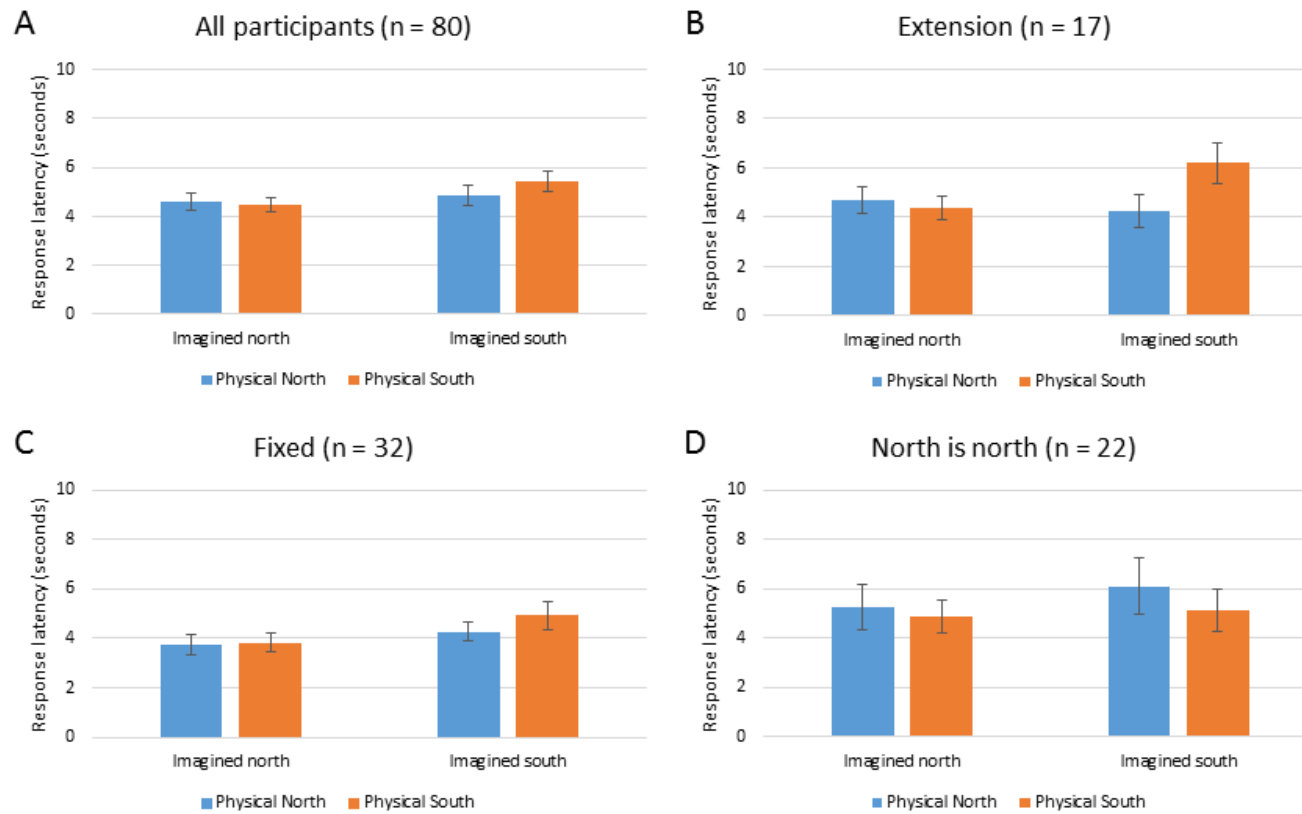 A
All participants (n = 80)
Response latency (seconds)
10
8
6
4
2
0
Imagined north
Imagined south
Physical North
Physical South
B
Extension (n = 17)
Response latency (seconds)
10
8
6
4
2
0
Imagined north
Imagined south
Physical North
Physical South
C
Fixed (n = 32)
Response latency (seconds)
10
8
6
4
2
0
Imagined north
Imagined south
Physical North
Physical South
D
North is north (n = 22)
Response latency (seconds)
10
8
6
4
2
0
Imagined north
Imagined south
Physical North
Physical South